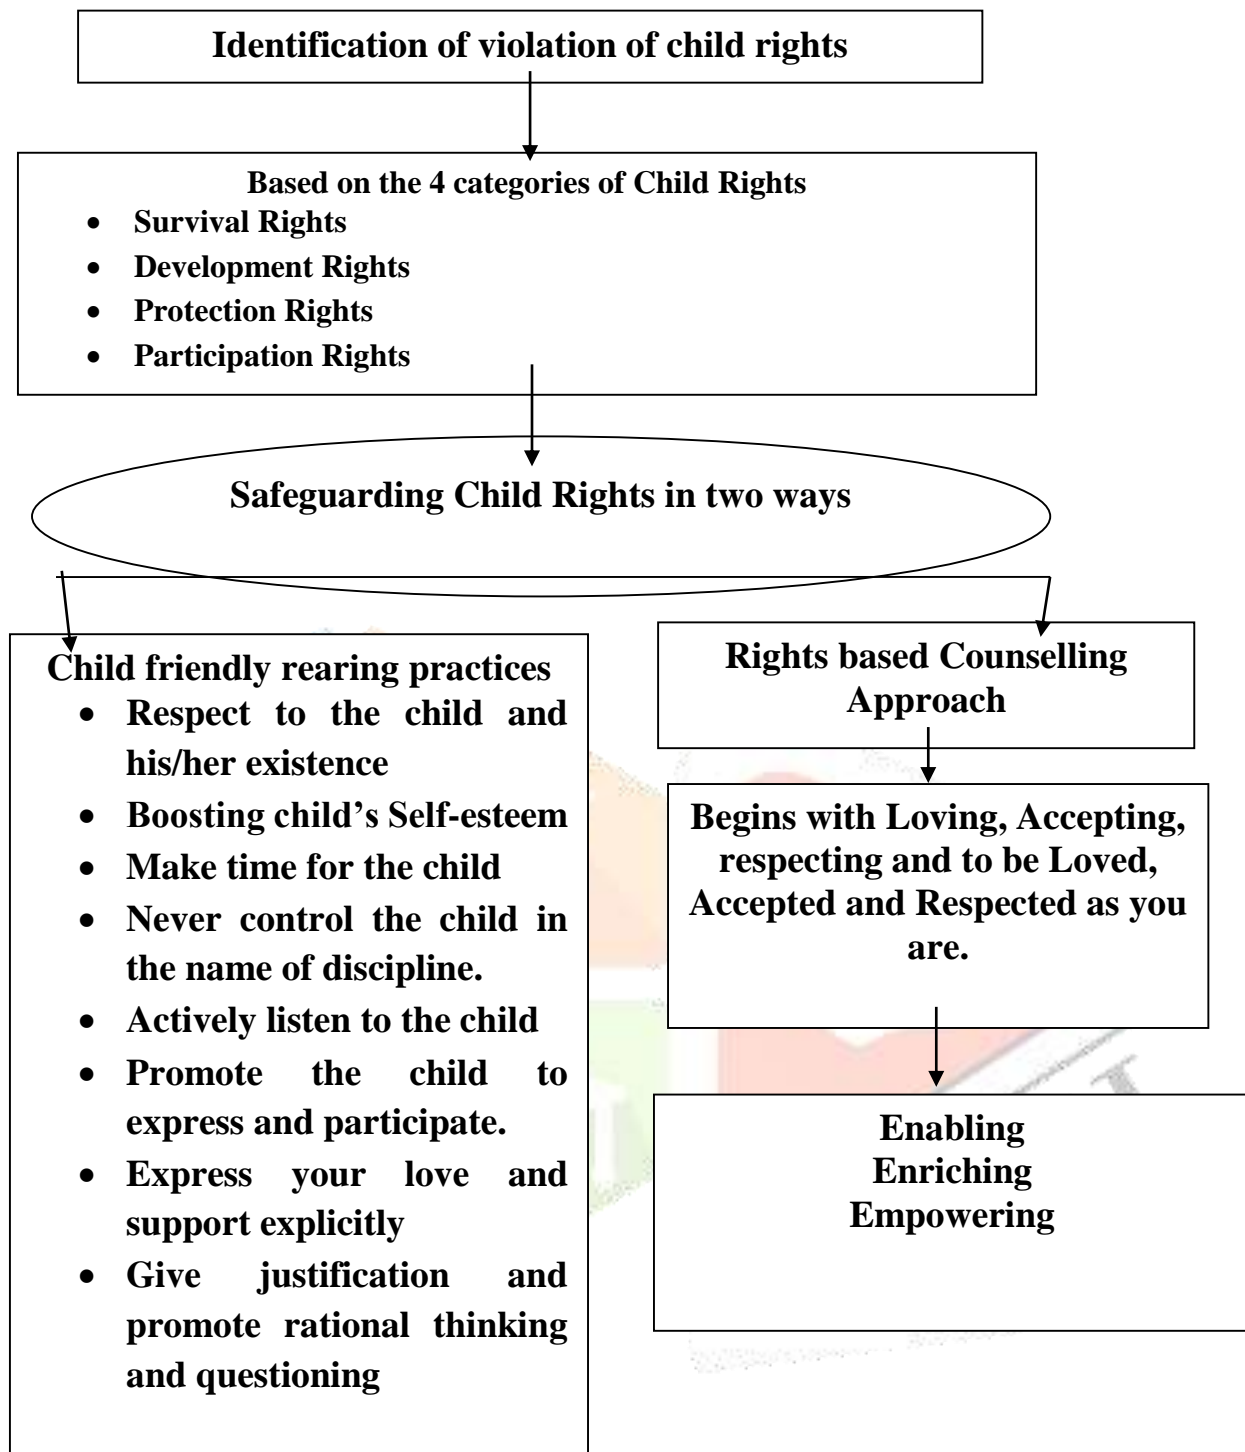 Identification of violation of child rights
Based on the 4 categories of Child Rights
• Survival Rights
• Development Rights
• Protection Rights
• Participation Rights
Safeguarding Child Rights in two ways
Child friendly rearing practices
• Respect to the child and
his/her existence
• Boosting child’s Self-esteem
• Make time for the child
• Never control the child in
the name of discipline.
• Actively listen to the child
• Promote the child to
express and participate.
• Express your love and
support explicitly
• Give justification and
promote rational thinking
and questioning
Rights based Counselling
Approach
Begins with Loving, Accepting,
respecting and to be Loved,
Accepted and Respected as you
are.
Enabling
Enriching
Empowering